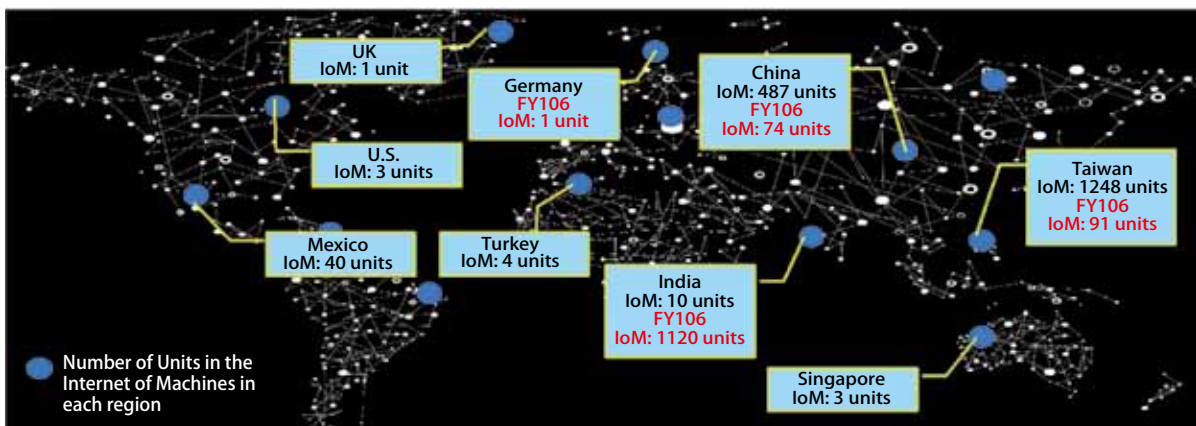 UK
IoM: 1 unit
Germany
FY106
IoM: 1 unit
China
IoM: 487 units
FY106
IoM: 74 units
U.S.
IoM: 3 units
Taiwan
IoM: 1248 units
FY106
IoM: 91 units
Mexico
IoM: 40 units
Turkey
IoM: 4 units
India
IoM: 10 units
FY106
IoM: 1120 units
Singapore
IoM: 3 units
Number of Units in the
Internet of Machines in
each region